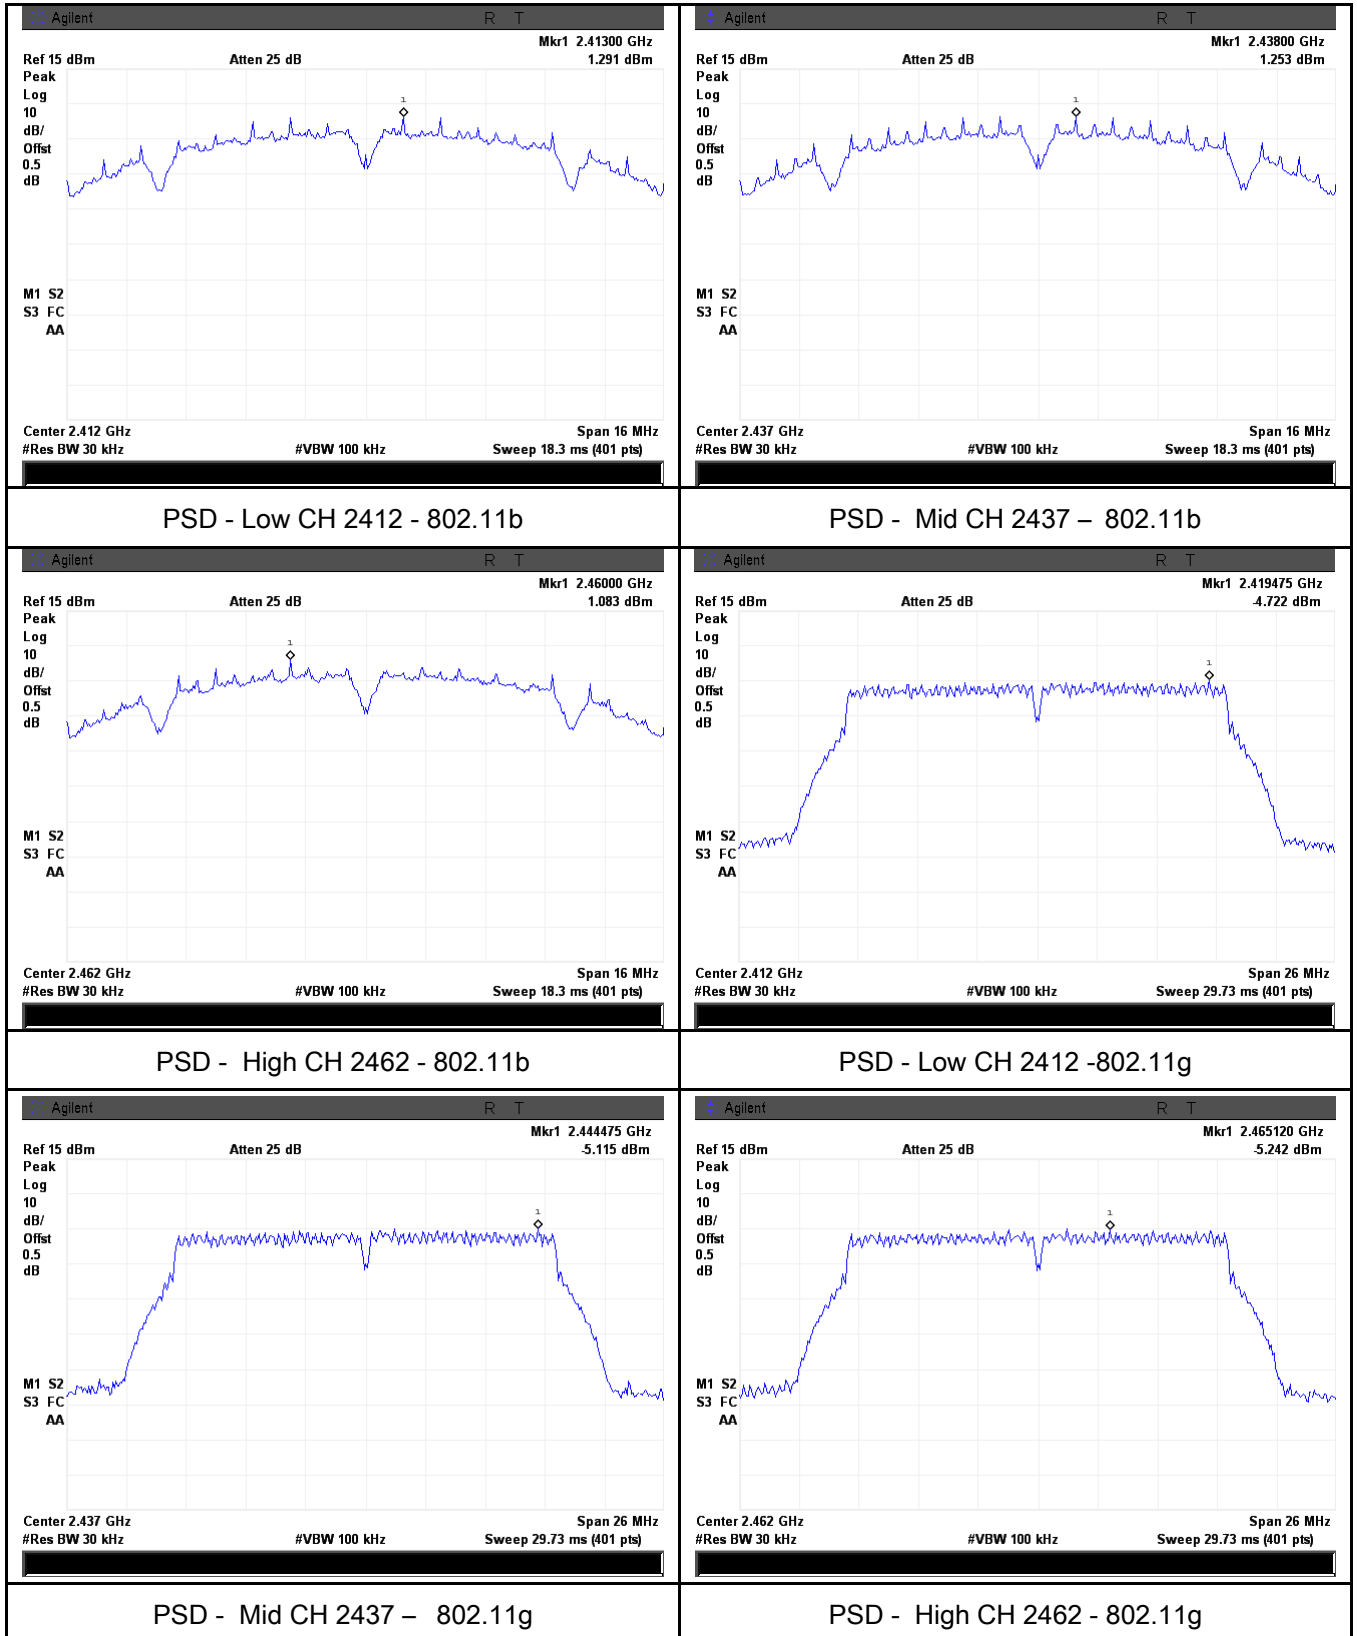 Agilent R T
Mkr1 2.41300 GHz
Ref 15 dBm Atten 25 dB 1.291 dBm
Peak
Log
10
dB/
Offst
0.5
dB
1
M1 S2
S3 FC
AA
Center 2.412 GHz Span 16 MHz
#Res BW 30 kHz #VBW 100 kHz Sweep 18.3 ms (401 pts)
PSD - Low CH 2412 - 802.11b
Agilent R T
Mkr1 2.43800 GHz
Ref 15 dBm Atten 25 dB 1.253 dBm
Peak
Log
10
dB/
Offst
0.5
dB
1
M1 S2
S3 FC
AA
Center 2.437 GHz Span 16 MHz
#Res BW 30 kHz #VBW 100 kHz Sweep 18.3 ms (401 pts)
PSD - Mid CH 2437 – 802.11b
Agilent R T
Mkr1 2.46000 GHz
Ref 15 dBm Atten 25 dB 1.083 dBm
Peak
Log
10
dB/
Offst
0.5
dB
1
M1 S2
S3 FC
AA
Center 2.462 GHz Span 16 MHz
#Res BW 30 kHz #VBW 100 kHz Sweep 18.3 ms (401 pts)
PSD - High CH 2462 - 802.11b
Agilent R T
Mkr1 2.419475 GHz
Ref 15 dBm Atten 25 dB -4.722 dBm
Peak
Log
10
dB/
Offst
0.5
dB
1
M1 S2
S3 FC
AA
Center 2.412 GHz Span 26 MHz
#Res BW 30 kHz #VBW 100 kHz Sweep 29.73 ms (401 pts)
PSD - Low CH 2412 -802.11g
Agilent R T
Mkr1 2.444475 GHz
Ref 15 dBm Atten 25 dB -5.115 dBm
Peak
Log
10
dB/
Offst
0.5
dB
1
M1 S2
S3 FC
AA
Center 2.437 GHz Span 26 MHz
#Res BW 30 kHz #VBW 100 kHz Sweep 29.73 ms (401 pts)
PSD - Mid CH 2437 – 802.11g
Agilent R T
Mkr1 2.465120 GHz
Ref 15 dBm Atten 25 dB -5.242 dBm
Peak
Log
10
dB/
Offst
0.5
dB
1
M1 S2
S3 FC
AA
Center 2.462 GHz Span 26 MHz
#Res BW 30 kHz #VBW 100 kHz Sweep 29.73 ms (401 pts)
PSD - High CH 2462 - 802.11g